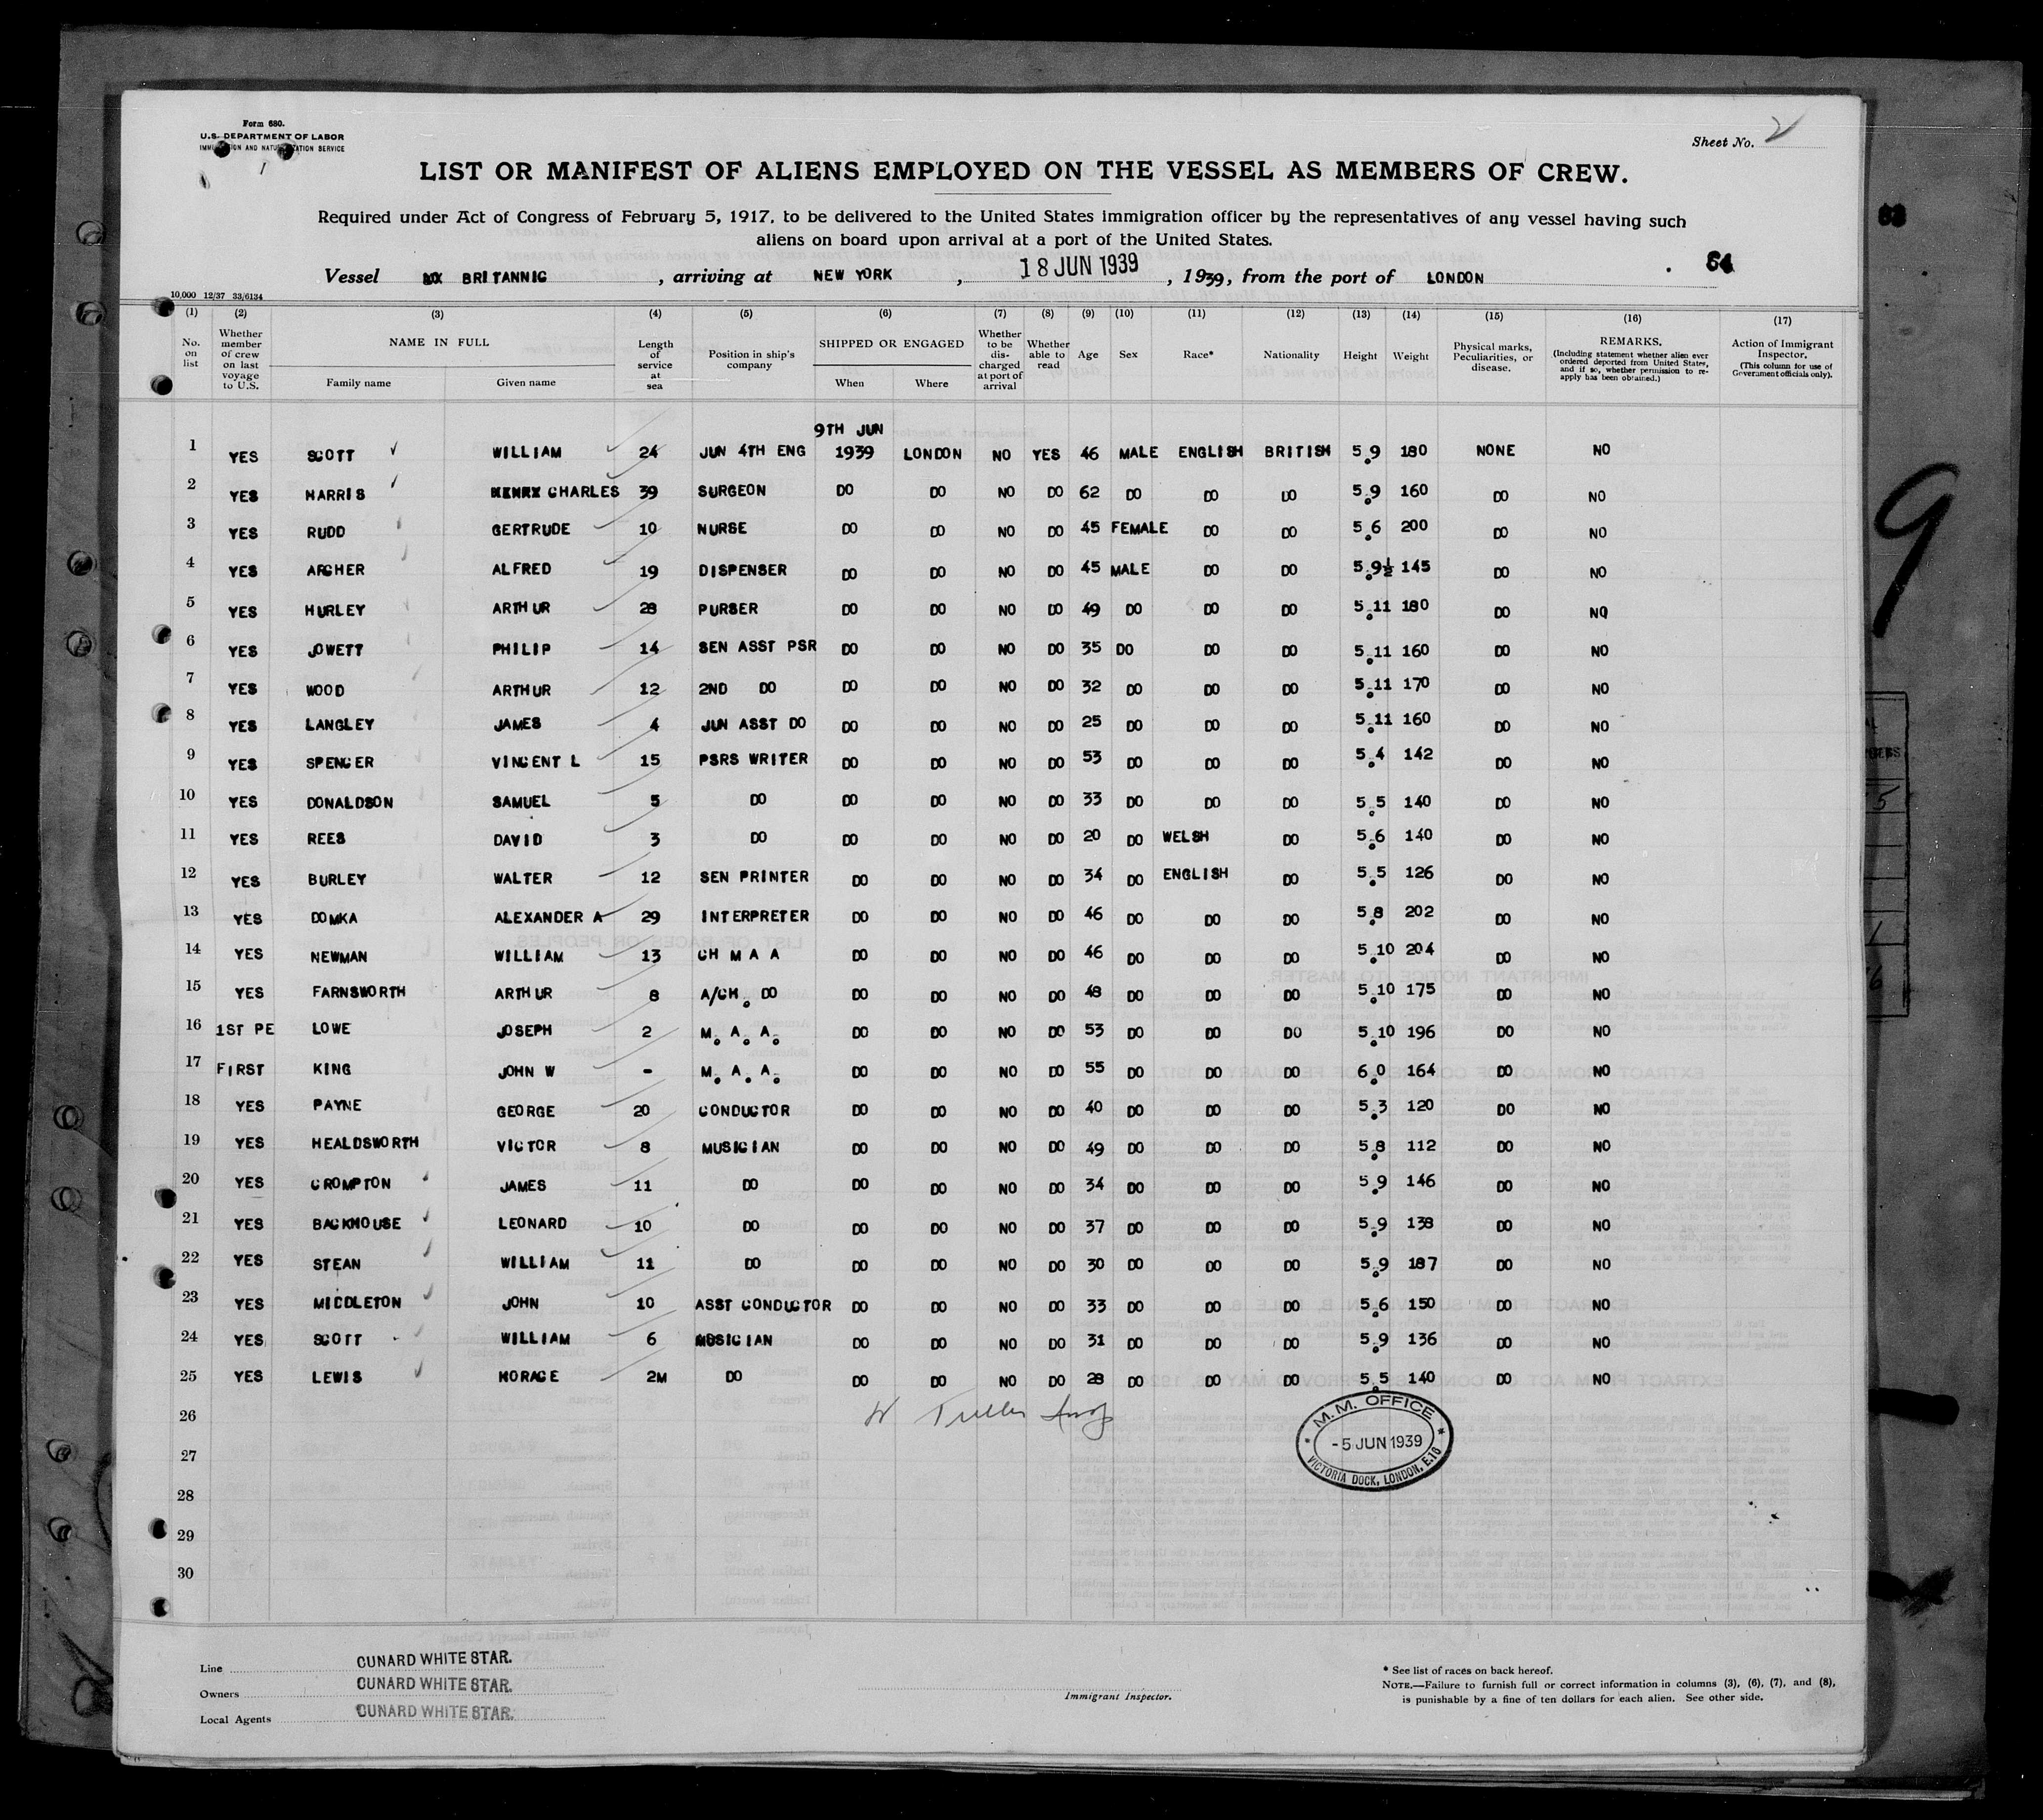 Form 680.
U.S. DEPARTMENT OF LABOR
IMMIGRATION AND NATURALIZATION SERVICE
Sheet No. 2
LIST OR MANIFEST OF ALIENS EMPLOYED ON THE VESSEL AS MEMBERS OF CREW.
Required under Act of Congress of February 5, 1917, to be delivered to the United States immigration officer by the representatives of any vessel having such
aliens on board upon arrival at a port of the United States.
64
Vessel BRITANNIC, arriving at NEW YORK, 18 JUN 1939, 1939, from the port of LONDON
10,000 12/37 33/6134
(1) (2) (3) (4) (5) (6) (7) (8) (9) (10) (11) (12) (13) (14) (15) (16) (17)
No. on list Whether member of crew on last voyage to U.S. NAME IN FULL Family name Given name Length of service at sea Position in ship's company SHIPPED OR ENGAGED When Where Whether to be discharged at port of arrival Whether able to read Age Sex Race* Nationality Height Weight Physical marks, Peculiarities, or disease. REMARKS. (Including statement whether alien ever ordered deported from United States, and if so, whether permission to re-apply has been obtained.) Action of Immigrant Inspector. (This column for use of Government officials only).
9TH JUN
1 YES SCOTT WILLIAM 24 JUN 4TH ENG 1939 LONDON NO YES 46 MALE ENGLISH BRITISH 5.9 180 NONE NO
2 YES HARRIS HENRY CHARLES 39 SURGEON DO DO NO DO 62 DO DO DO 5.9 160 DO NO
3 YES RUDD GERTRUDE 10 NURSE DO DO NO DO 45 FEMALE DO DO 5.6 200 DO NO
4 YES ARCHER ALFRED 19 DISPENSER DO DO NO DO 45 MALE DO DO 5.9½ 145 DO NO
5 YES HURLEY ARTHUR 28 PURSER DO DO NO DO 49 DO DO DO 5.11 180 DO NO
6 YES JOWETT PHILIP 14 SEN ASST PSR DO DO NO DO 35 DO DO DO 5.11 160 DO NO
7 YES WOOD ARTHUR 12 2ND DO DO DO NO DO 32 DO DO DO 5.11 170 DO NO
8 YES LANGLEY JAMES 4 JUN ASST DO DO DO NO DO 25 DO DO DO 5.11 160 DO NO
9 YES SPENCER VINCENT L 15 PSRS WRITER DO DO NO DO 53 DO DO DO 5.4 142 DO NO
10 YES DONALDSON SAMUEL 5 DO DO DO NO DO 33 DO DO DO 5.5 140 DO NO
11 YES REES DAVID 3 DO DO DO NO DO 20 DO WELSH DO 5.6 140 DO NO
12 YES BURLEY WALTER 12 SEN PRINTER DO DO NO DO 34 DO ENGLISH DO 5.5 126 DO NO
13 YES DOMKA ALEXANDER A 29 INTERPRETER DO DO NO DO 46 DO DO DO 5.8 202 DO NO
14 YES NEWMAN WILLIAM 13 CH M A A DO DO NO DO 46 DO DO DO 5.10 204 DO NO
15 YES FARNSWORTH ARTHUR 8 A/CH. DO DO DO NO DO 48 DO DO DO 5.10 175 DO NO
16 1ST PE LOWE JOSEPH 2 M. A. A. DO DO NO DO 53 DO DO DO 5.10 196 DO NO
17 FIRST KING JOHN W - M. A. A. DO DO NO DO 55 DO DO DO 6.0 164 DO NO
18 YES PAYNE GEORGE 20 CONDUCTOR DO DO NO DO 40 DO DO DO 5.3 120 DO NO
19 YES HEALDSWORTH VICTOR 8 MUSICIAN DO DO NO DO 49 DO DO DO 5.8 112 DO NO
20 YES CROMPTON JAMES 11 DO DO DO NO DO 34 DO DO DO 5.9 146 DO NO
21 YES BACKHOUSE LEONARD 10 DO DO DO NO DO 37 DO DO DO 5.9 138 DO NO
22 YES STEAN WILLIAM 11 DO DO DO NO DO 30 DO DO DO 5.9 187 DO NO
23 YES MIDDLETON JOHN 10 ASST CONDUCTOR DO DO NO DO 33 DO DO DO 5.6 150 DO NO
24 YES SCOTT WILLIAM 6 MUSICIAN DO DO NO DO 31 DO DO DO 5.9 136 DO NO
25 YES LEWIS HORACE 2M DO DO DO NO DO 28 DO DO DO 5.5 140 DO NO
26
27
28
29
30
M.M. OFFICE
-5 JUN 1939
VICTORIA DOCK, LONDON, E.16
9
Line CUNARD WHITE STAR.
Owners CUNARD WHITE STAR.
Local Agents CUNARD WHITE STAR.
Immigrant Inspector.
* See list of races on back hereof.
NOTE.—Failure to furnish full or correct information in columns (3), (6), (7), and (8),
is punishable by a fine of ten dollars for each alien. See other side.